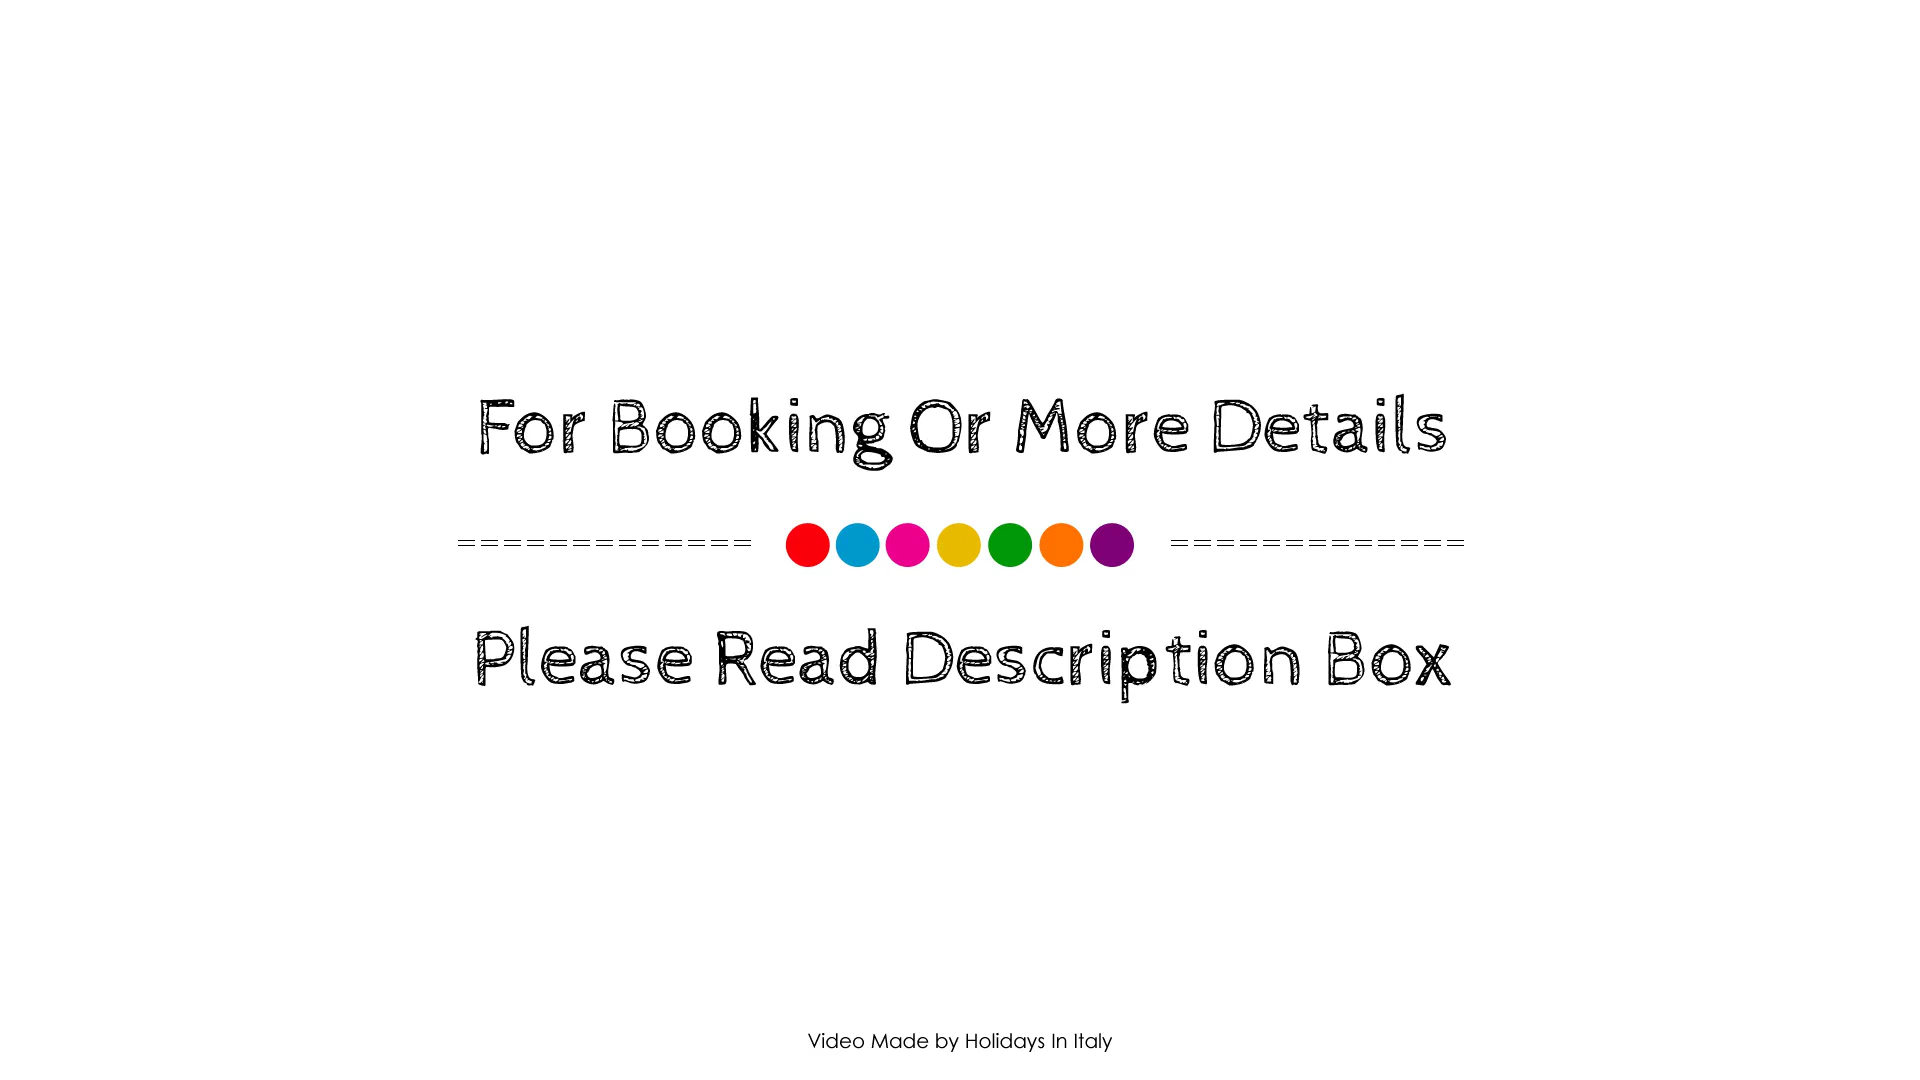 For Booking Or More Details
============= =============
Please Read Description Box
Video Made by Holidays In Italy